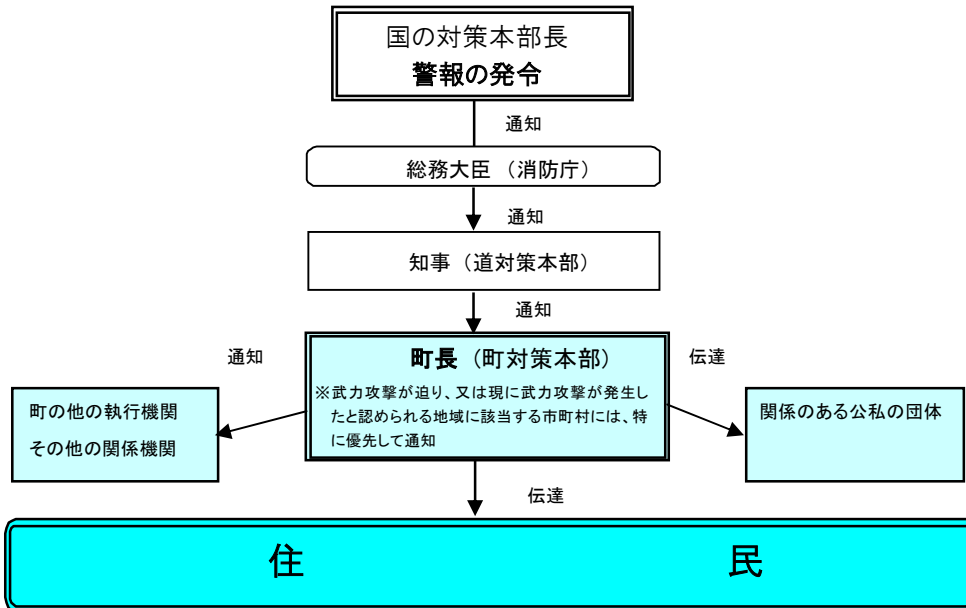 国の対策本部長
警報の発令
通知
総務大臣（消防庁）
通知
知事（道対策本部）
通知
通知
町長（町対策本部）
伝達
※武力攻撃が迫り、又は現に武力攻撃が発生し
たと認められる地域に該当する市町村には、特
に優先して通知
町の他の執行機関
その他の関係機関
関係のある公私の団体
伝達
住 民